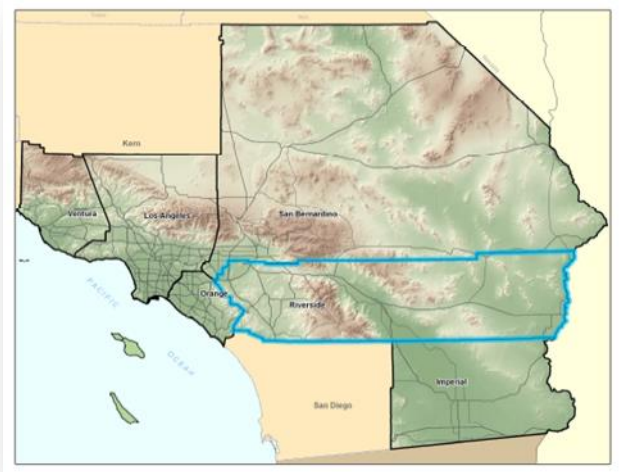 Kern
Ventura
Los Angeles
San Bernardino
Orange
Riverside
PACIFIC
OCEAN
Imperial
San Diego